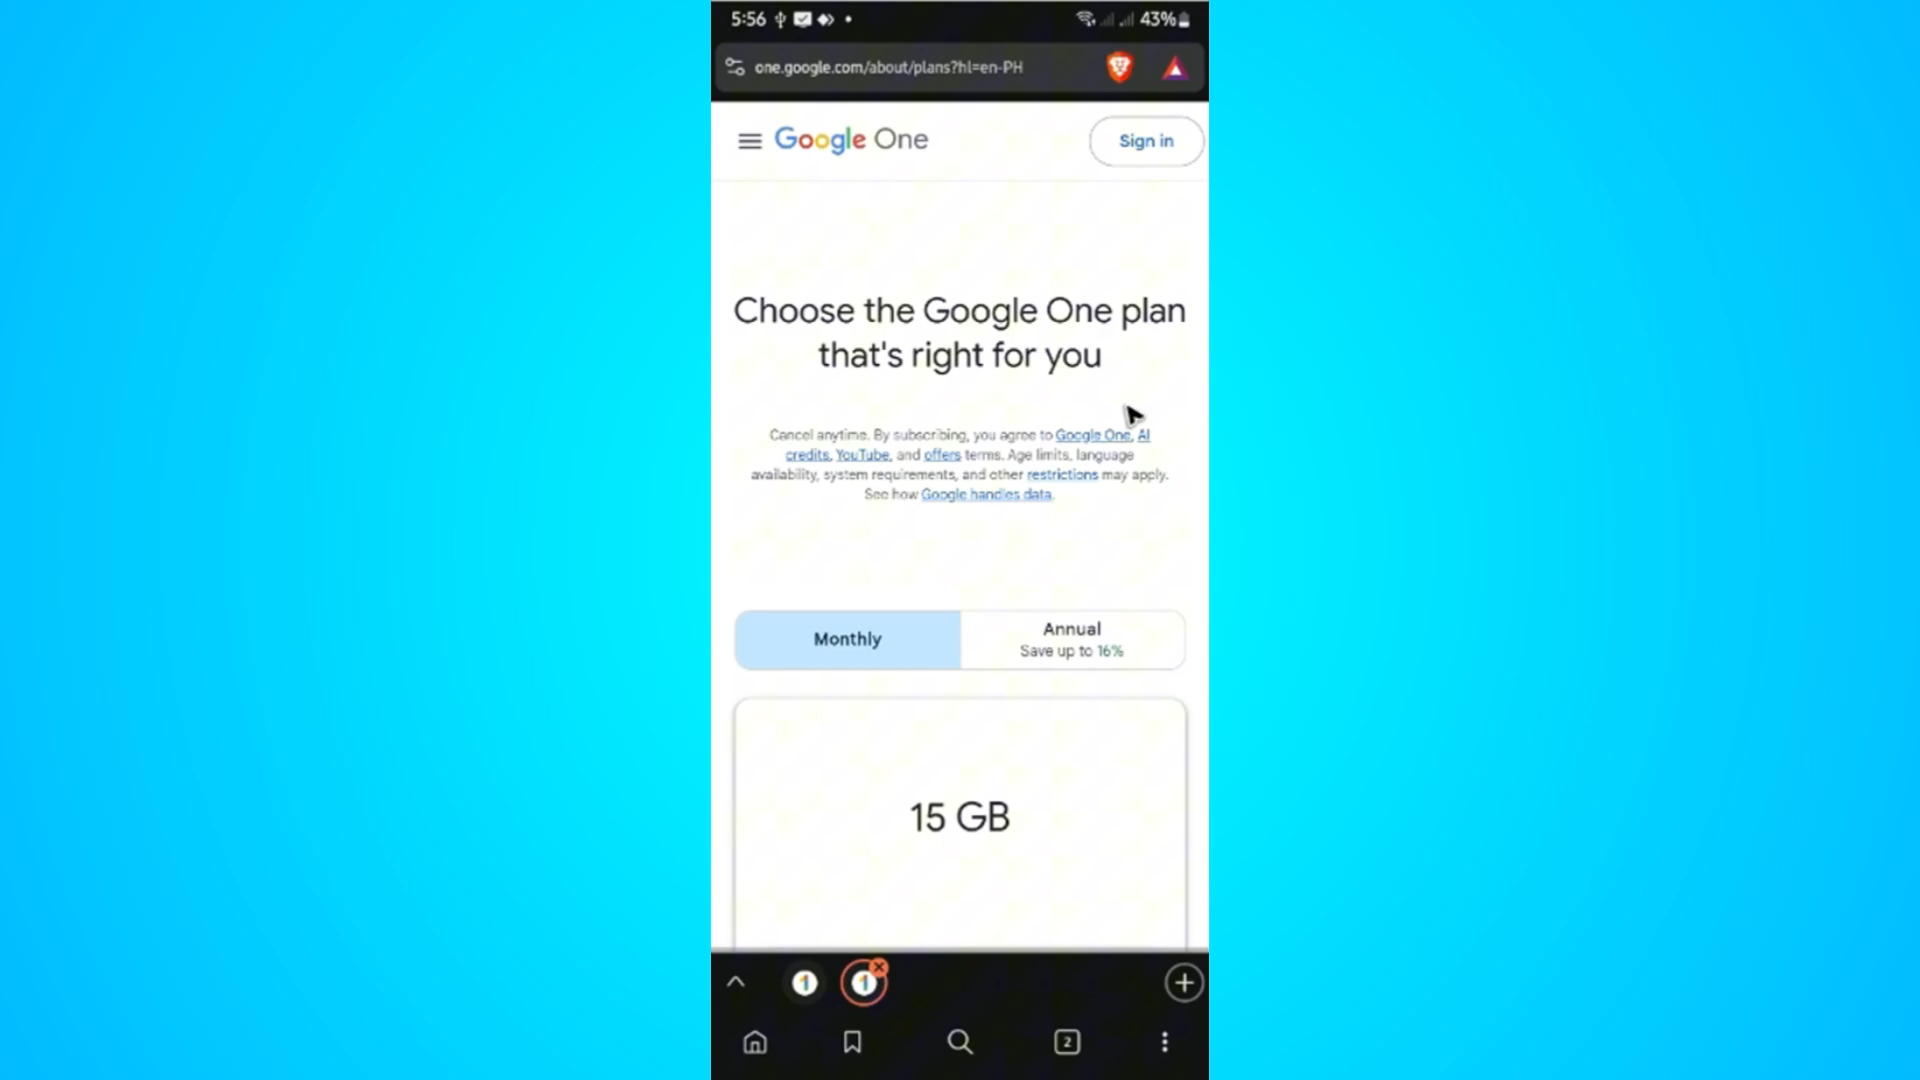 5:56
43%
one.google.com/about/plans?hl=en-PH
Google One
Sign in
Choose the Google One plan
that's right for you
Cancel anytime. By subscribing, you agree to Google One, AI
credits, YouTube, and offers terms. Age limits, language
availability, system requirements, and other restrictions may apply.
See how Google handles data.
Monthly
Annual
Save up to 16%
15 GB
1
1
2